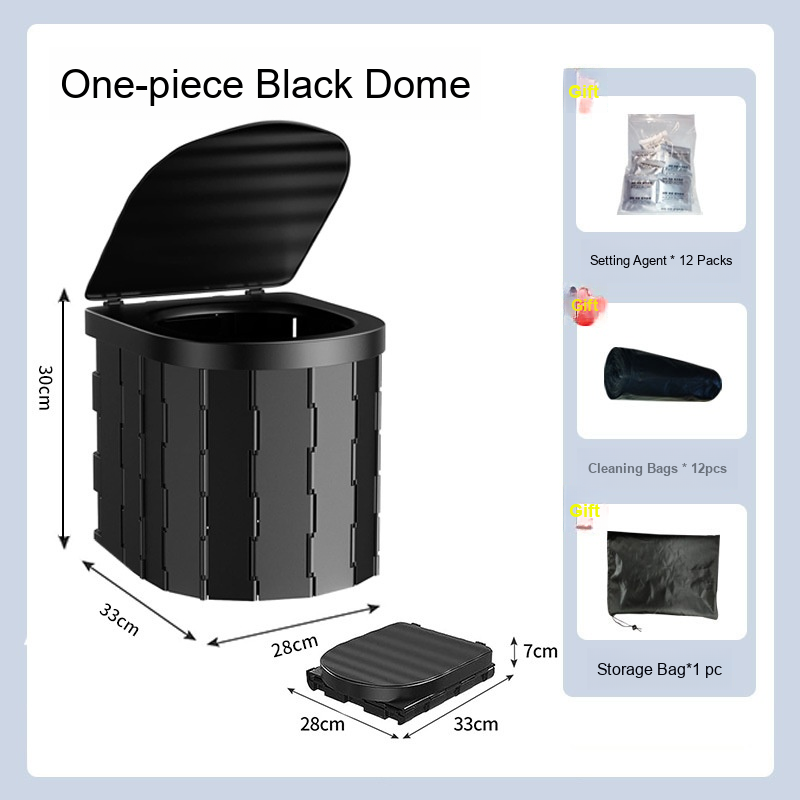 One-piece Black Dome
30cm
33cm
28cm
7cm
28cm
33cm
Gift
Setting Agent * 12 Packs
Gift
Cleaning Bags * 12pcs
Gift
Storage Bag*1 pc